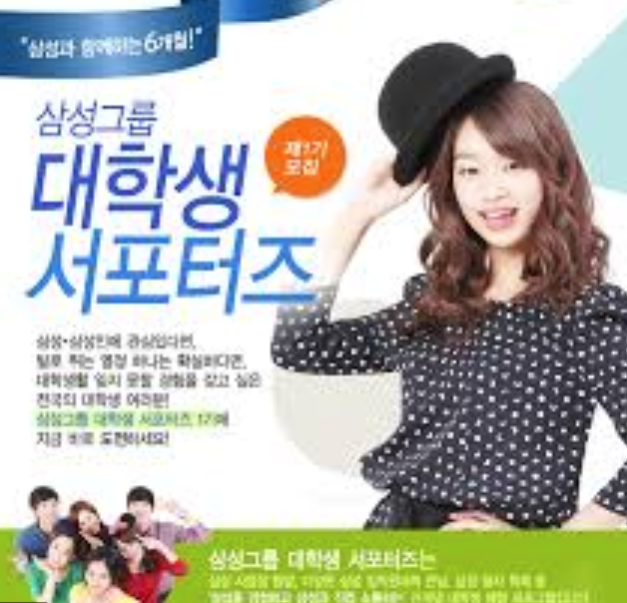 "삼성과 함께하는 6개월!"
삼성그룹
대학생
서포터즈
제1기
모집
삼성·삼성인에 관심있다면,
발로 뛰는 열정 하나는 확실하다면,
대학생활 잊지 못할 경험을 갖고 싶은
전국의 대학생 여러분!
삼성그룹 대학생 서포터즈 1기에
지금 바로 도전하세요!
삼성그룹 대학생 서포터즈는